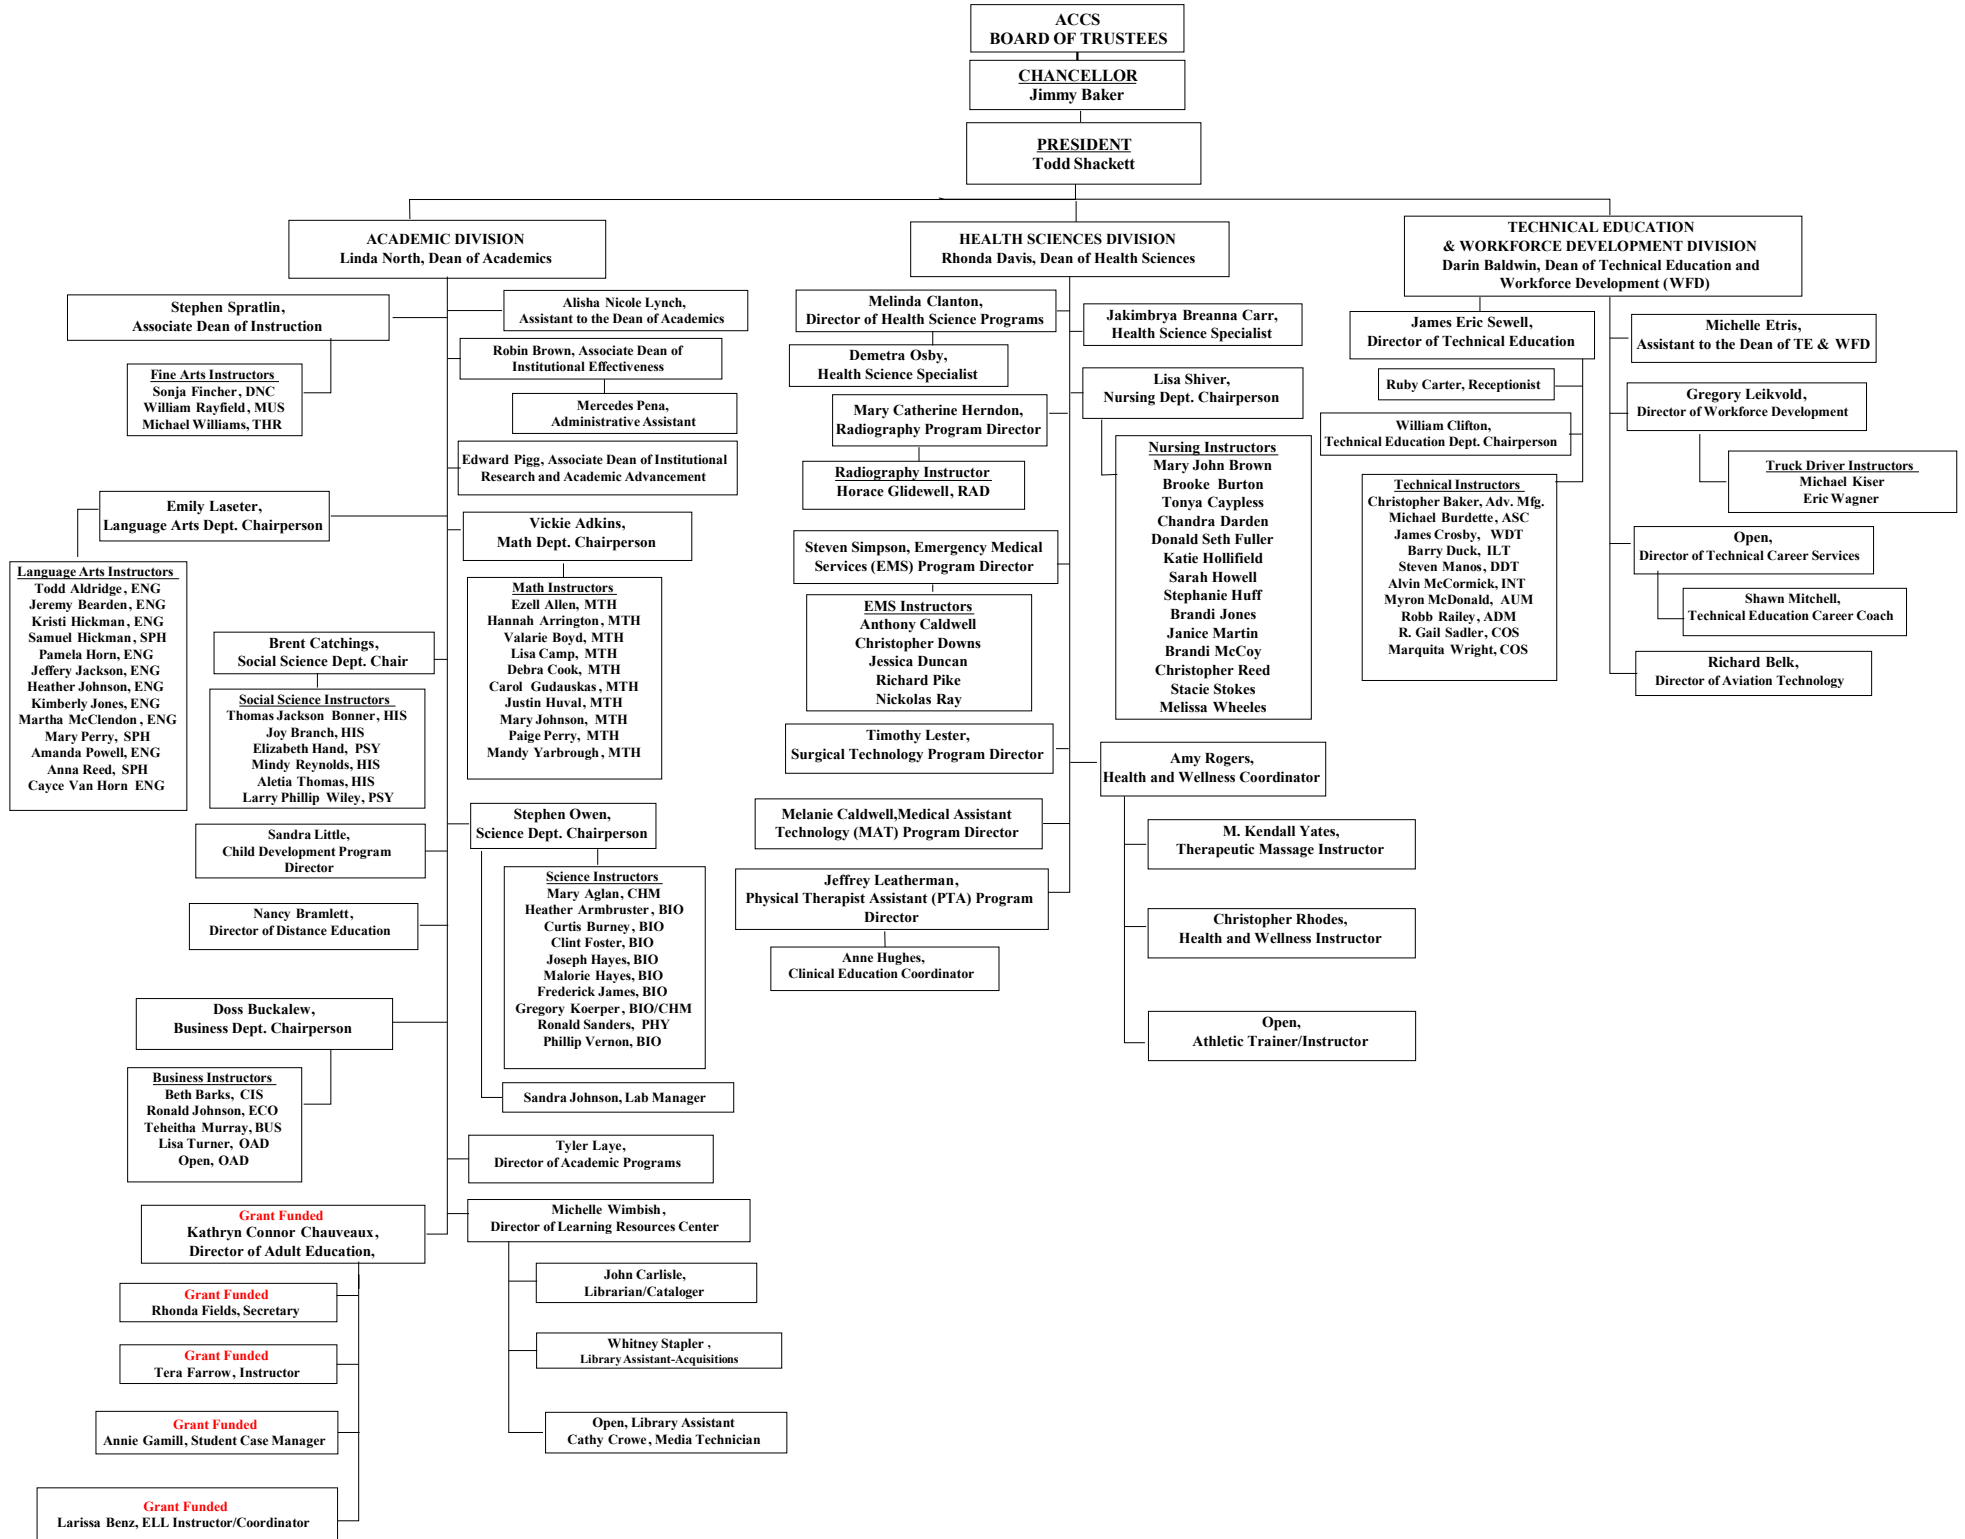 ACCS
BOARD OF TRUSTEES
CHANCELLOR
Jimmy Baker
PRESIDENT
Todd Shackett
ACADEMIC DIVISION
Linda North, Dean of Academics
Stephen Spratlin,
Associate Dean of Instruction
Fine Arts Instructors
Sonja Fincher, DNC
William Rayfield, MUS
Michael Williams, THR
Alisha Nicole Lynch,
Assistant to the Dean of Academics
Robin Brown, Associate Dean of
Institutional Effectiveness
Mercedes Pena,
Administrative Assistant
Edward Pigg, Associate Dean of Institutional
Research and Academic Advancement
Emily Laseter,
Language Arts Dept. Chairperson
Language Arts Instructors
Todd Aldridge, ENG
Jeremy Bearden, ENG
Kristi Hickman, ENG
Samuel Hickman, SPH
Pamela Horn, ENG
Jeffery Jackson, ENG
Heather Johnson, ENG
Kimberly Jones, ENG
Martha McClendon, ENG
Mary Perry, SPH
Amanda Powell, ENG
Anna Reed, SPH
Cayce Van Horn ENG
Vickie Adkins,
Math Dept. Chairperson
Math Instructors
Ezell Allen, MTH
Hannah Arrington, MTH
Valarie Boyd, MTH
Lisa Camp, MTH
Debra Cook, MTH
Carol Gudauskas, MTH
Justin Huval, MTH
Mary Johnson, MTH
Paige Perry, MTH
Mandy Yarbrough, MTH
Brent Catchings,
Social Science Dept. Chair
Social Science Instructors
Thomas Jackson Bonner, HIS
Joy Branch, HIS
Elizabeth Hand, PSY
Mindy Reynolds, HIS
Aletia Thomas, HIS
Larry Phillip Wiley, PSY
Sandra Little,
Child Development Program
Director
Stephen Owen,
Science Dept. Chairperson
Science Instructors
Mary Aglan, CHM
Heather Armbruster, BIO
Curtis Burney, BIO
Clint Foster, BIO
Joseph Hayes, BIO
Malorie Hayes, BIO
Frederick James, BIO
Gregory Koerper, BIO/CHM
Ronald Sanders, PHY
Phillip Vernon, BIO
Sandra Johnson, Lab Manager
Nancy Bramlett,
Director of Distance Education
Doss Buckalew,
Business Dept. Chairperson
Business Instructors
Beth Barks, CIS
Ronald Johnson, ECO
Teheitha Murray, BUS
Lisa Turner, OAD
Open, OAD
Tyler Laye,
Director of Academic Programs
Michelle Wimbish,
Director of Learning Resources Center
John Carlisle,
Librarian/Cataloger
Whitney Stapler ,
Library Assistant-Acquisitions
Open, Library Assistant
Cathy Crowe, Media Technician
Grant Funded
Kathryn Connor Chauveaux,
Director of Adult Education,
Grant Funded
Rhonda Fields, Secretary
Grant Funded
Tera Farrow, Instructor
Grant Funded
Annie Gamill, Student Case Manager
Grant Funded
Larissa Benz, ELL Instructor/Coordinator
HEALTH SCIENCES DIVISION
Rhonda Davis, Dean of Health Sciences
Melinda Clanton,
Director of Health Science Programs
Demetra Osby,
Health Science Specialist
Jakimbrya Breanna Carr,
Health Science Specialist
Mary Catherine Herndon,
Radiography Program Director
Radiography Instructor
Horace Glidewell, RAD
Lisa Shiver,
Nursing Dept. Chairperson
Nursing Instructors
Mary John Brown
Brooke Burton
Tonya Caypless
Chandra Darden
Donald Seth Fuller
Katie Hollifield
Sarah Howell
Stephanie Huff
Brandi Jones
Janice Martin
Brandi McCoy
Christopher Reed
Stacie Stokes
Melissa Wheeles
Steven Simpson, Emergency Medical
Services (EMS) Program Director
EMS Instructors
Anthony Caldwell
Christopher Downs
Jessica Duncan
Richard Pike
Nickolas Ray
Timothy Lester,
Surgical Technology Program Director
Melanie Caldwell,Medical Assistant
Technology (MAT) Program Director
Jeffrey Leatherman,
Physical Therapist Assistant (PTA) Program
Director
Anne Hughes,
Clinical Education Coordinator
Amy Rogers,
Health and Wellness Coordinator
M. Kendall Yates,
Therapeutic Massage Instructor
Christopher Rhodes,
Health and Wellness Instructor
Open,
Athletic Trainer/Instructor
TECHNICAL EDUCATION
& WORKFORCE DEVELOPMENT DIVISION
Darin Baldwin, Dean of Technical Education and
Workforce Development (WFD)
James Eric Sewell,
Director of Technical Education
Ruby Carter, Receptionist
William Clifton,
Technical Education Dept. Chairperson
Technical Instructors
Christopher Baker, Adv. Mfg.
Michael Burdette, ASC
James Crosby, WDT
Barry Duck, ILT
Steven Manos, DDT
Alvin McCormick, INT
Myron McDonald, AUM
Robb Railey, ADM
R. Gail Sadler, COS
Marquita Wright, COS
Michelle Etris,
Assistant to the Dean of TE & WFD
Gregory Leikvold,
Director of Workforce Development
Truck Driver Instructors
Michael Kiser
Eric Wagner
Open,
Director of Technical Career Services
Shawn Mitchell,
Technical Education Career Coach
Richard Belk,
Director of Aviation Technology